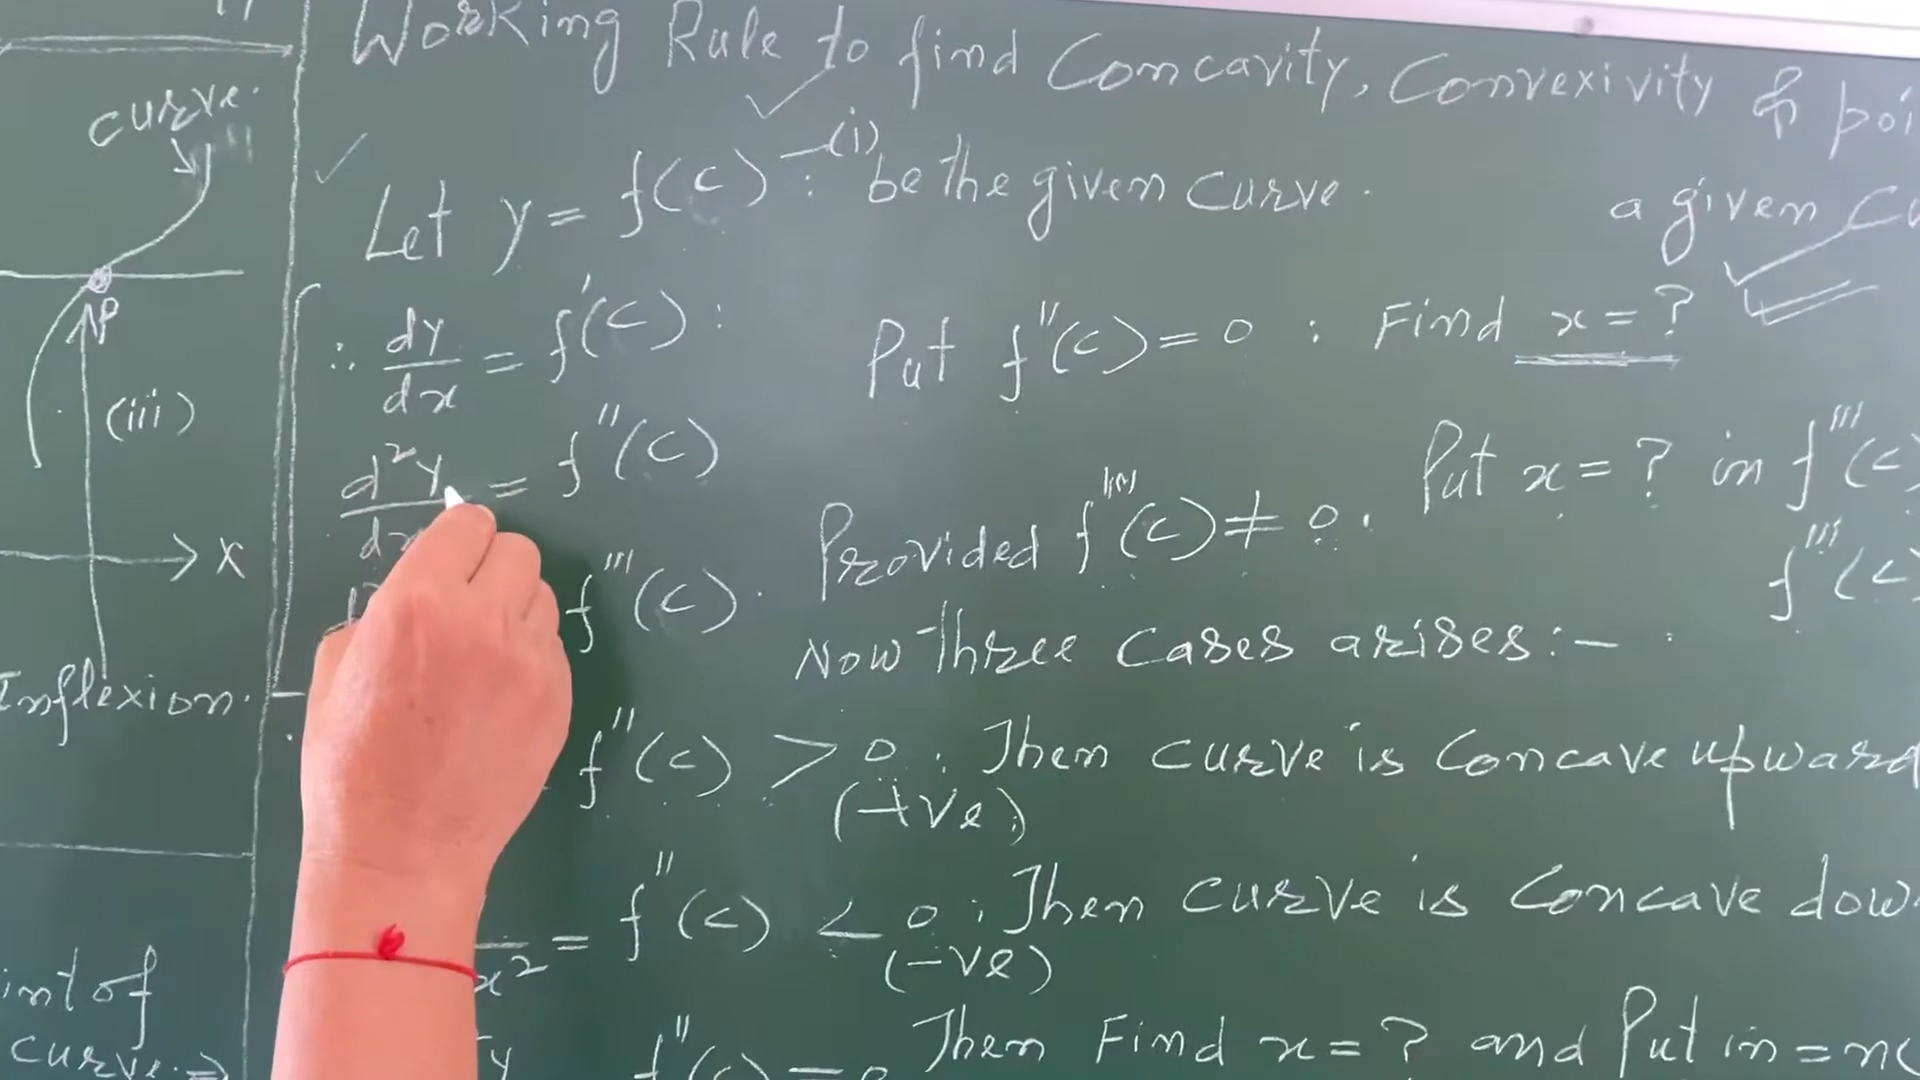 curve.
P
(iii)
X
Inflexion.
int of
curve. ⇒
Working Rule to find Concavity, Convexivity & poi
a given Cu
Let y = f(c) —(i) : be the given curve.
∴ dy/dx = f'(c) :
Put f''(c) = 0 : Find x = ?
d²y = f''(c)
Put x = ? in f'''(c)
Provided f'''(c) ≠ 0.
f'''(c)
f'''(c).
Now Three Cases arises :-
f''(c) > 0 : Then curve is Concave upward
(+ve)
x² = f''(c) < 0 : Then curve is Concave dow
(-ve)
y f''(c) = 0 Then Find x = ? and Put in =